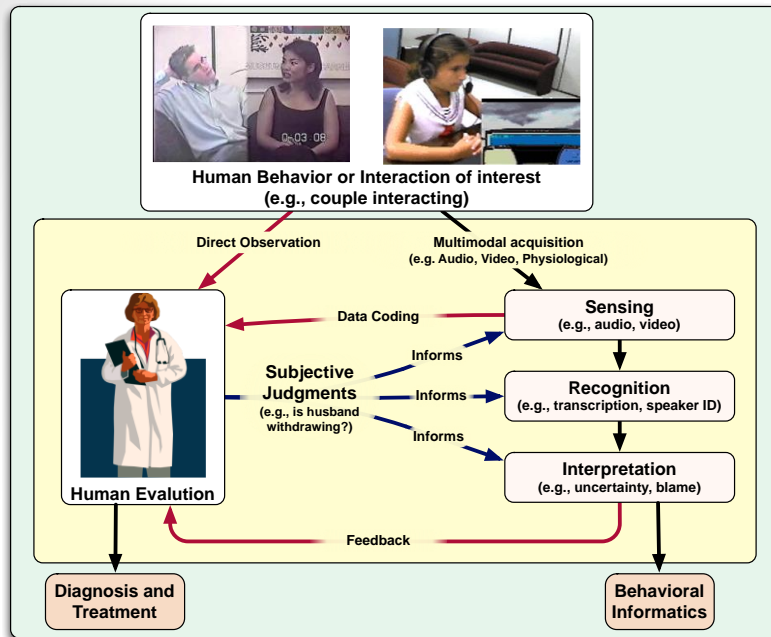 0:03.08
Human Behavior or Interaction of interest
(e.g., couple interacting)
Direct Observation
Multimodal acquisition
(e.g. Audio, Video, Physiological)
Data Coding
Sensing
(e.g., audio, video)
Informs
Subjective
Judgments
(e.g., is husband
withdrawing?)
Informs
Recognition
(e.g., transcription, speaker ID)
Informs
Interpretation
(e.g., uncertainty, blame)
Human Evalution
Feedback
Diagnosis and
Treatment
Behavioral
Informatics